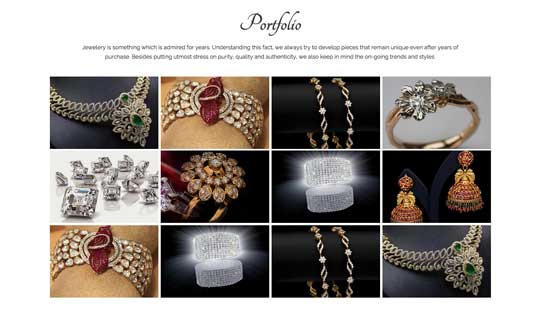 Portfolio
Jewelery is something which is admired for years. Understanding this fact, we always try to develop pieces that remain unique even after years of
purchase. Besides putting utmost stress on purity, quality and authenticity, we also keep in mind the on-going trends and styles.